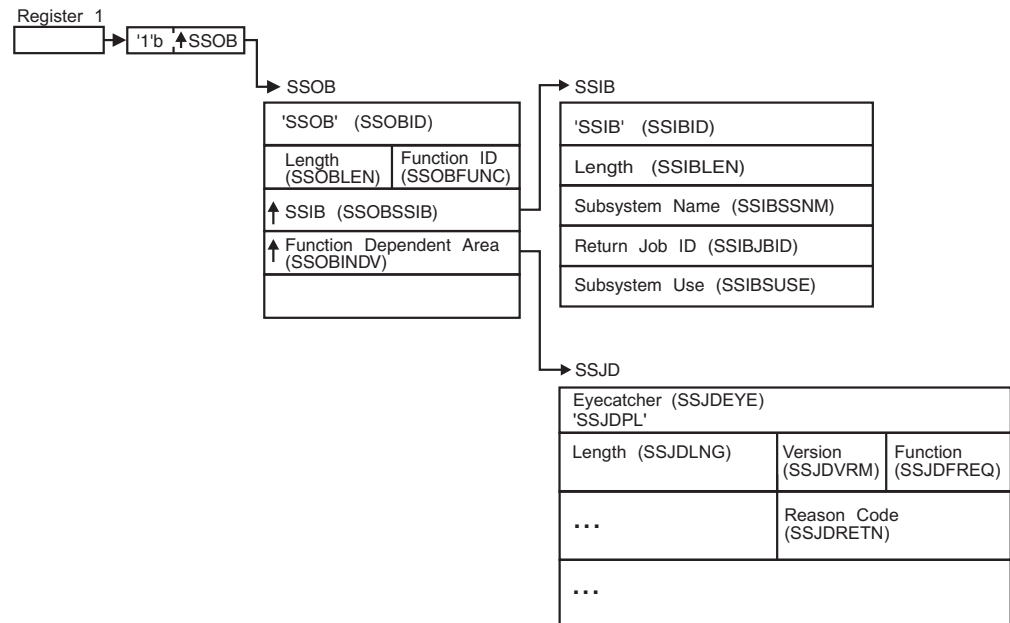 Register 1
'1'b ↑SSOB
SSOB
'SSOB' (SSOBID)
Length
(SSOBLEN)
Function ID
(SSOBFUNC)
↑ SSIB (SSOBSSIB)
↑ Function Dependent Area
(SSOBINDV)
SSIB
'SSIB' (SSIBID)
Length (SSIBLEN)
Subsystem Name (SSIBSSNM)
Return Job ID (SSIBJBID)
Subsystem Use (SSIBSUSE)
SSJD
Eyecatcher (SSJDEYE)
'SSJDPL'
Length (SSJDLNG)
Version
(SSJDVRM)
Function
(SSJDFREQ)
...
Reason Code
(SSJDRETN)
...